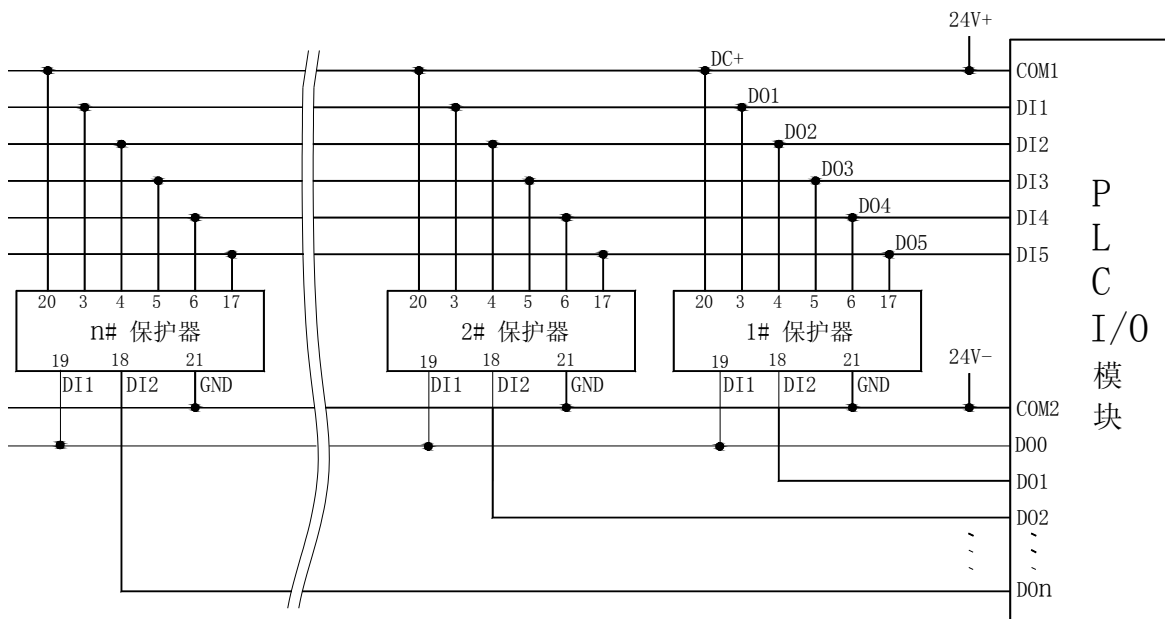 24V+
DC+
COM1
DO1
DI1
DO2
DI2
DO3
DI3
DO4
DI4
DO5
DI5
20 3 4 5 6 17
20 3 4 5 6 17
20 3 4 5 6 17
n# 保护器
2# 保护器
1# 保护器
19 18 21
19 18 21
19 18 21
DI1 DI2 GND
DI1 DI2 GND
DI1 DI2 GND
24V-
COM2
DO0
DO1
DO2
DOn
PLC I/O 模块